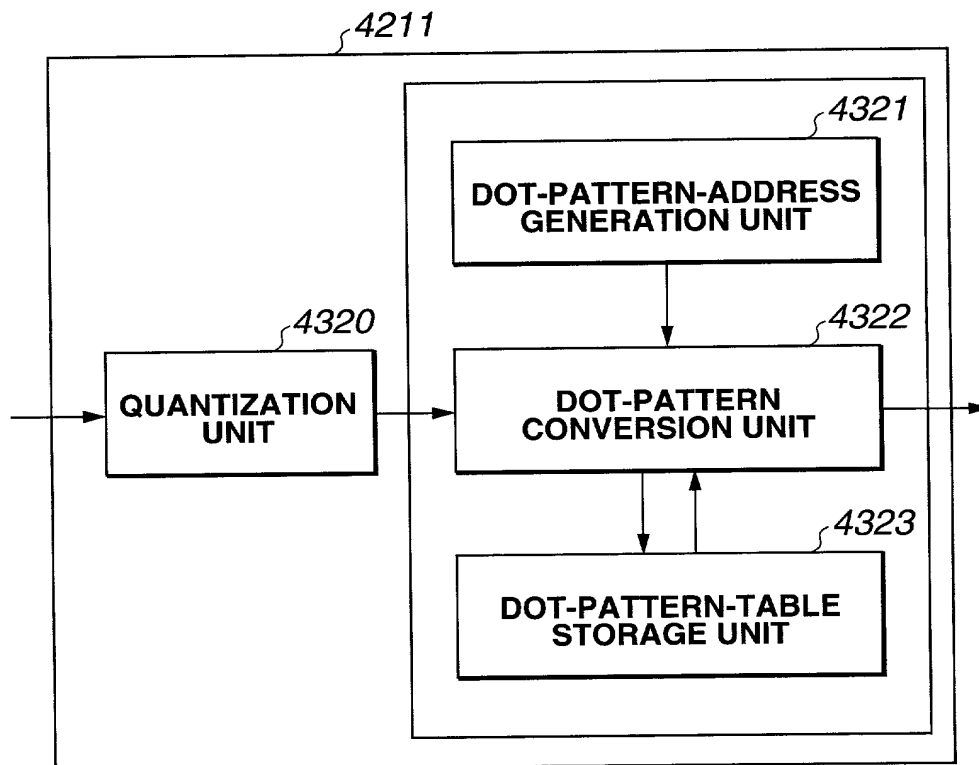 4211
4321
DOT-PATTERN-ADDRESS
GENERATION UNIT
4320
QUANTIZATION
UNIT
4322
DOT-PATTERN
CONVERSION UNIT
4323
DOT-PATTERN-TABLE
STORAGE UNIT